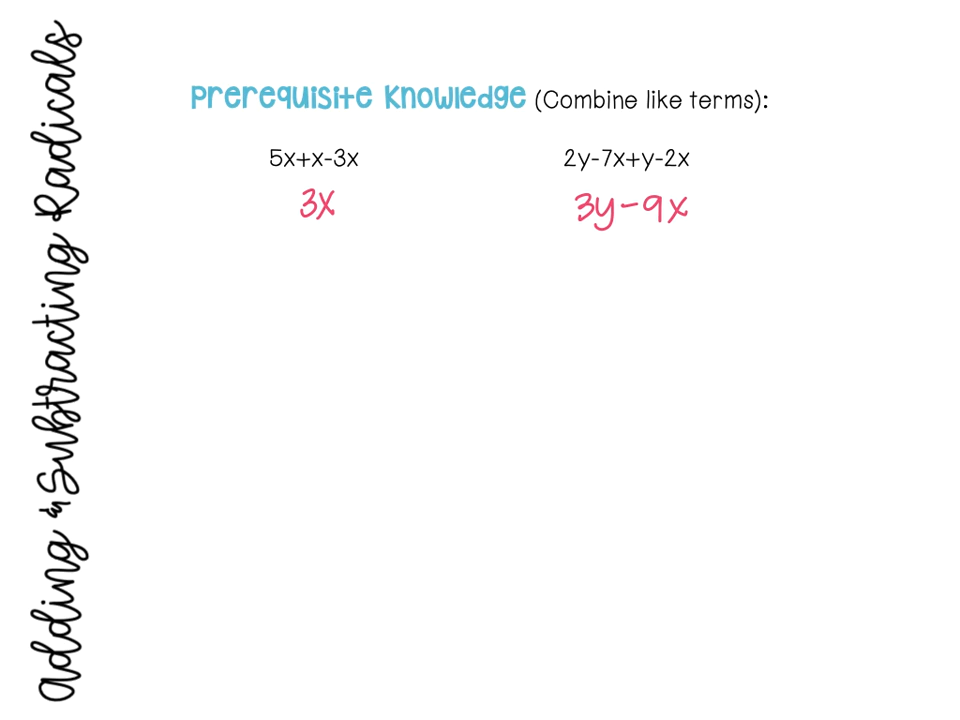 Adding & Subtracting Radicals
Prerequisite Knowledge (Combine like terms):
5x+x-3x
2y-7x+y-2x
3x
3y-9x